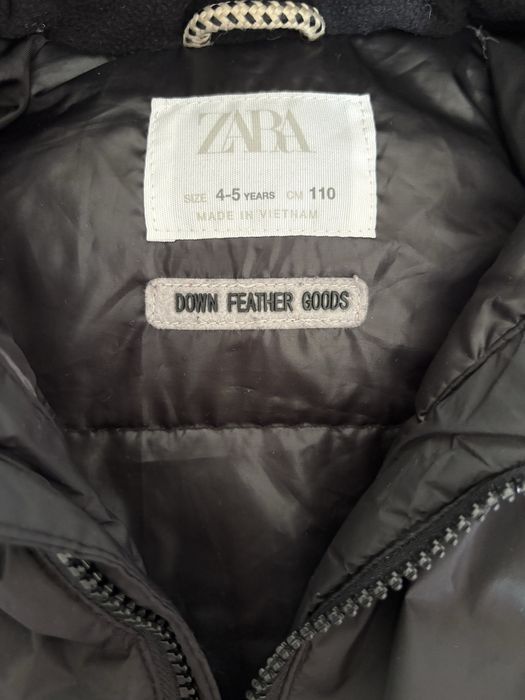 ZARA
SIZE 4-5 YEARS CM 110
MADE IN VIETNAM
DOWN FEATHER GOODS